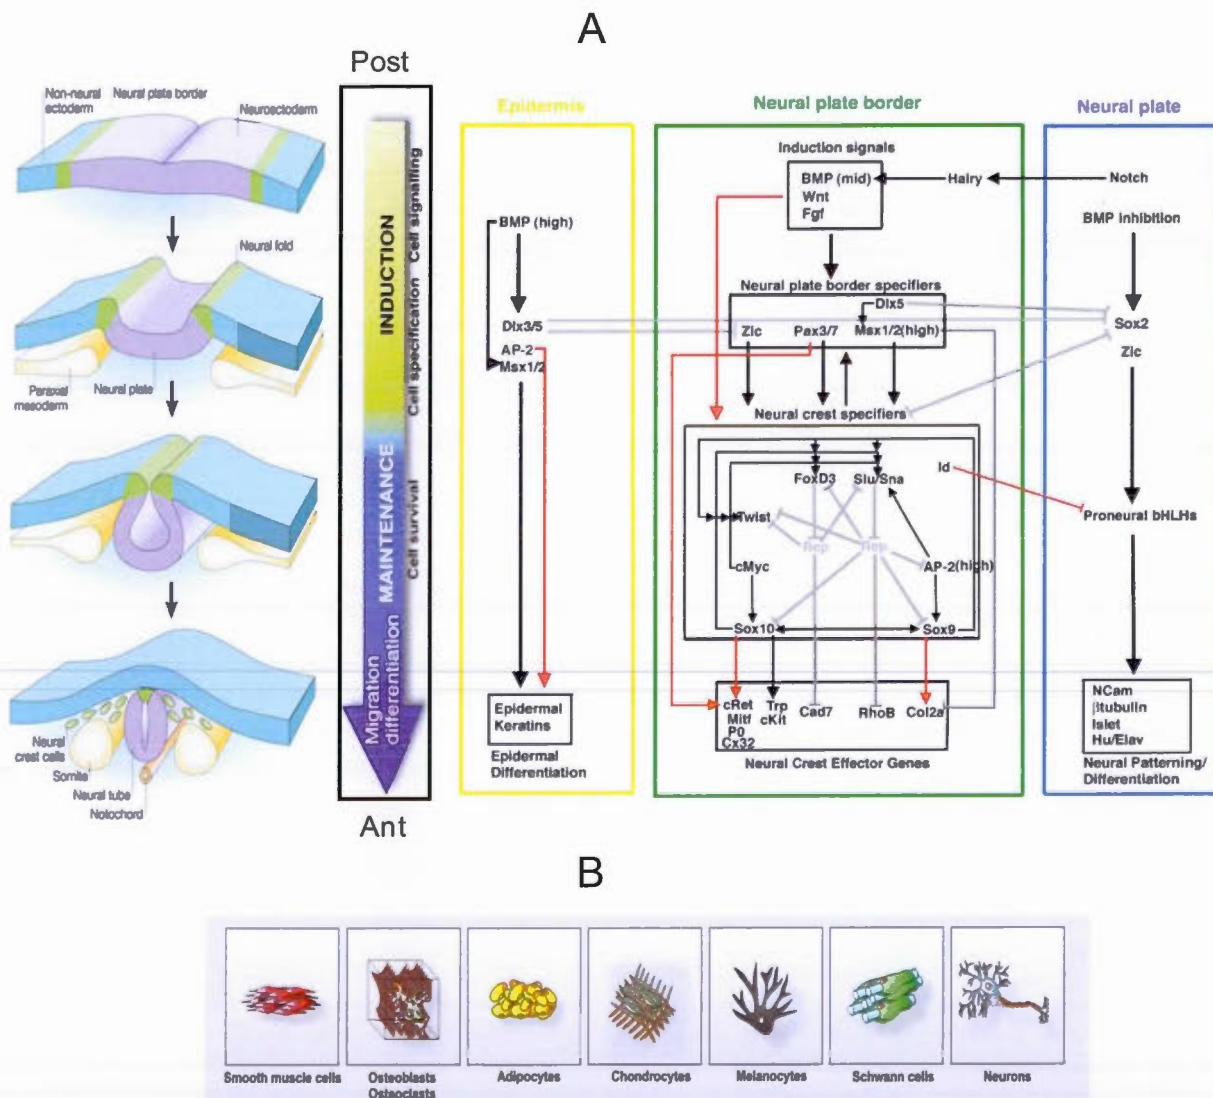 A
Post
Non-neural
ectoderm
Neural plate border
Neuroectoderm
Neural fold
Paraxial
mesoderm
Neural plate
Neural
crest cells
Somite
Neural tube
Notochord
INDUCTION
MAINTENANCE
Migration
differentiation
Cell signalling
Cell specification
Cell survival
Ant
Epidermis
BMP (high)
Dlx3/5
AP-2
Msx1/2
Epidermal
Keratins
Epidermal
Differentiation
Neural plate border
Induction signals
BMP (mid)
Wnt
Fgf
Hairy
Neural plate border specifiers
Dlx5
Zic
Pax3/7
Msx1/2(high)
Neural crest specifiers
FoxD3
Slu/Sna
Id
Twist
Rep
Rep
cMyc
AP-2(high)
Sox10
Sox9
cRet
Mitf
P0
Cx32
Trp
cKit
Cad7
RhoB
Col2a
Neural Crest Effector Genes
Neural plate
Notch
BMP inhibition
Sox2
Zic
Proneural bHLHs
NCam
βtubulin
Islet
Hu/Elav
Neural Patterning/
Differentiation
B
Smooth muscle cells
Osteoblasts
Osteoclasts
Adipocytes
Chondrocytes
Melanocytes
Schwann cells
Neurons